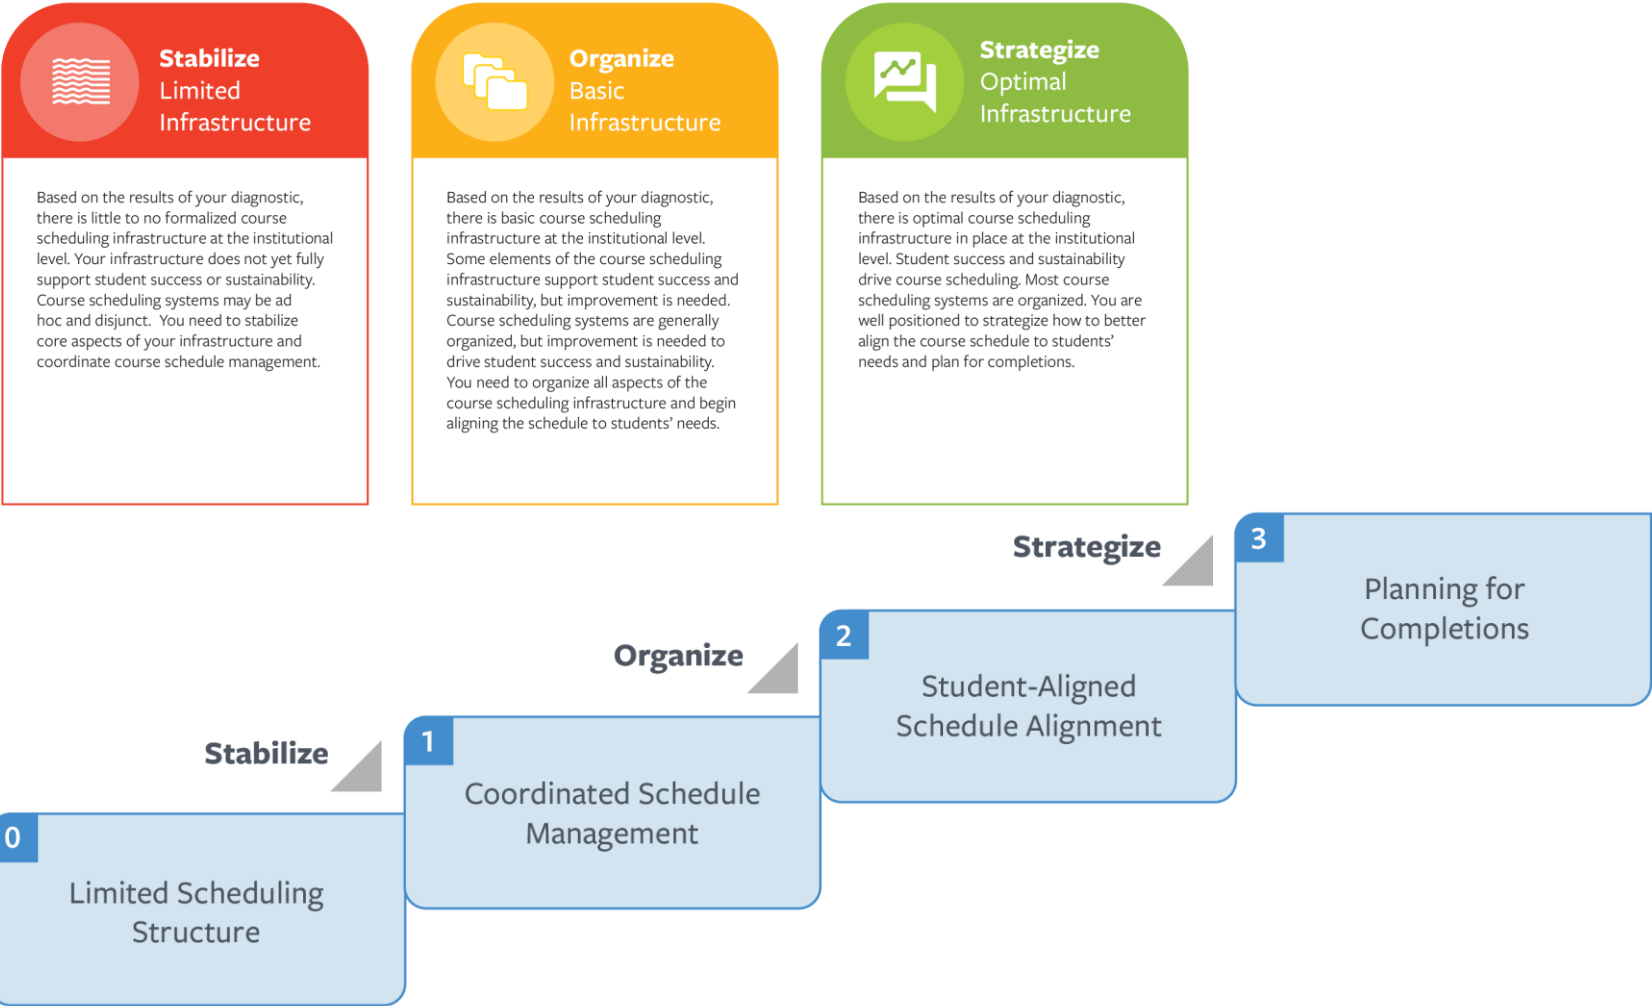 Stabilize
Limited
Infrastructure
Based on the results of your diagnostic,
there is little to no formalized course
scheduling infrastructure at the institutional
level. Your infrastructure does not yet fully
support student success or sustainability.
Course scheduling systems may be ad
hoc and disjunct.  You need to stabilize
core aspects of your infrastructure and
coordinate course schedule management.
Organize
Basic
Infrastructure
Based on the results of your diagnostic,
there is basic course scheduling
infrastructure at the institutional level.
Some elements of the course scheduling
infrastructure support student success and
sustainability, but improvement is needed.
Course scheduling systems are generally
organized, but improvement is needed to
drive student success and sustainability.
You need to organize all aspects of the
course scheduling infrastructure and begin
aligning the schedule to students’ needs.
Strategize
Optimal
Infrastructure
Based on the results of your diagnostic,
there is optimal course scheduling
infrastructure in place at the institutional
level. Student success and sustainability
drive course scheduling. Most course
scheduling systems are organized. You are
well positioned to strategize how to better
align the course schedule to students’
needs and plan for completions.
Strategize
3
Planning for
Completions
Organize
2
Student-Aligned
Schedule Alignment
Stabilize
1
Coordinated Schedule
Management
0
Limited Scheduling
Structure